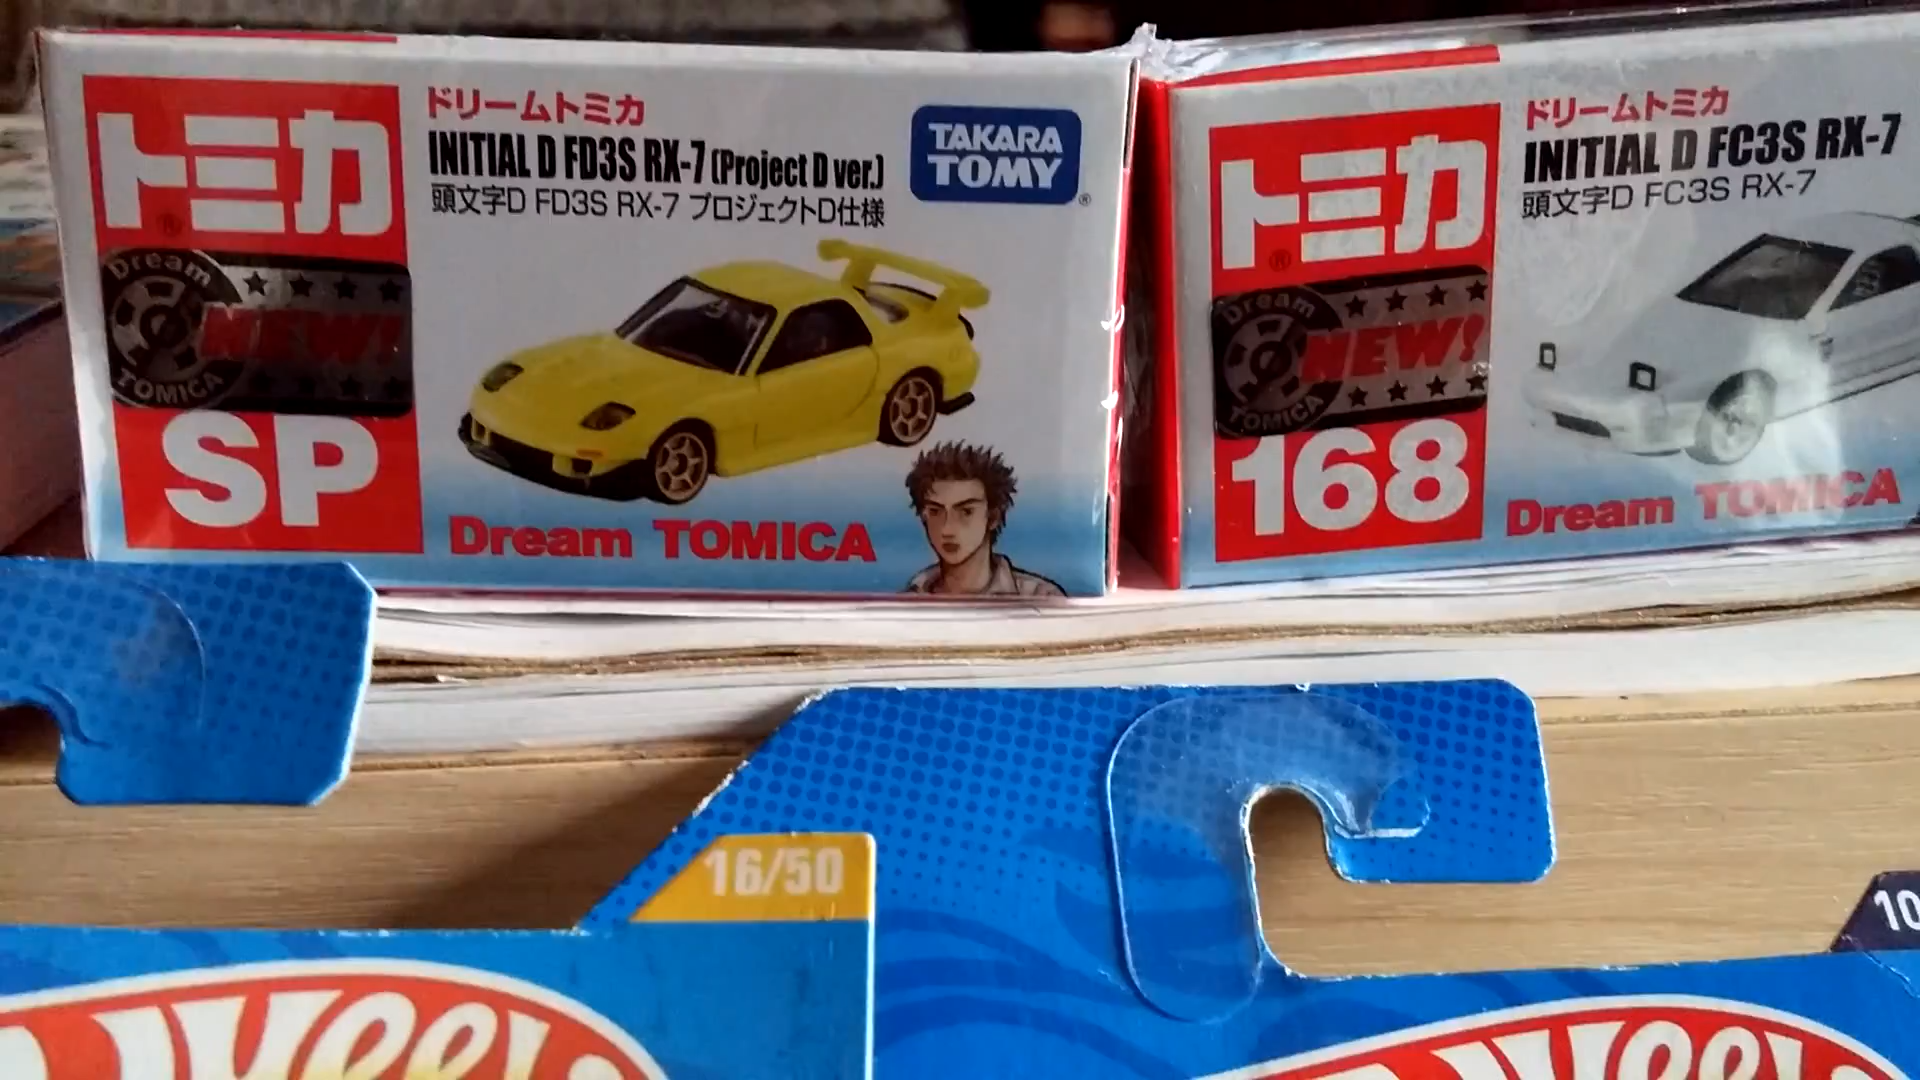 トミカ
Dream
TOMICA
NEW!
SP
ドリームトミカ
INITIAL D FD3S RX-7 (Project D ver.)
頭文字D FD3S RX-7 プロジェクトD仕様
TAKARA
TOMY
Dream TOMICA
トミカ
Dream
TOMICA
NEW!
168
ドリームトミカ
INITIAL D FC3S RX-7
頭文字D FC3S RX-7
Dream TOMICA
16/50
10
Wheels
Wheels